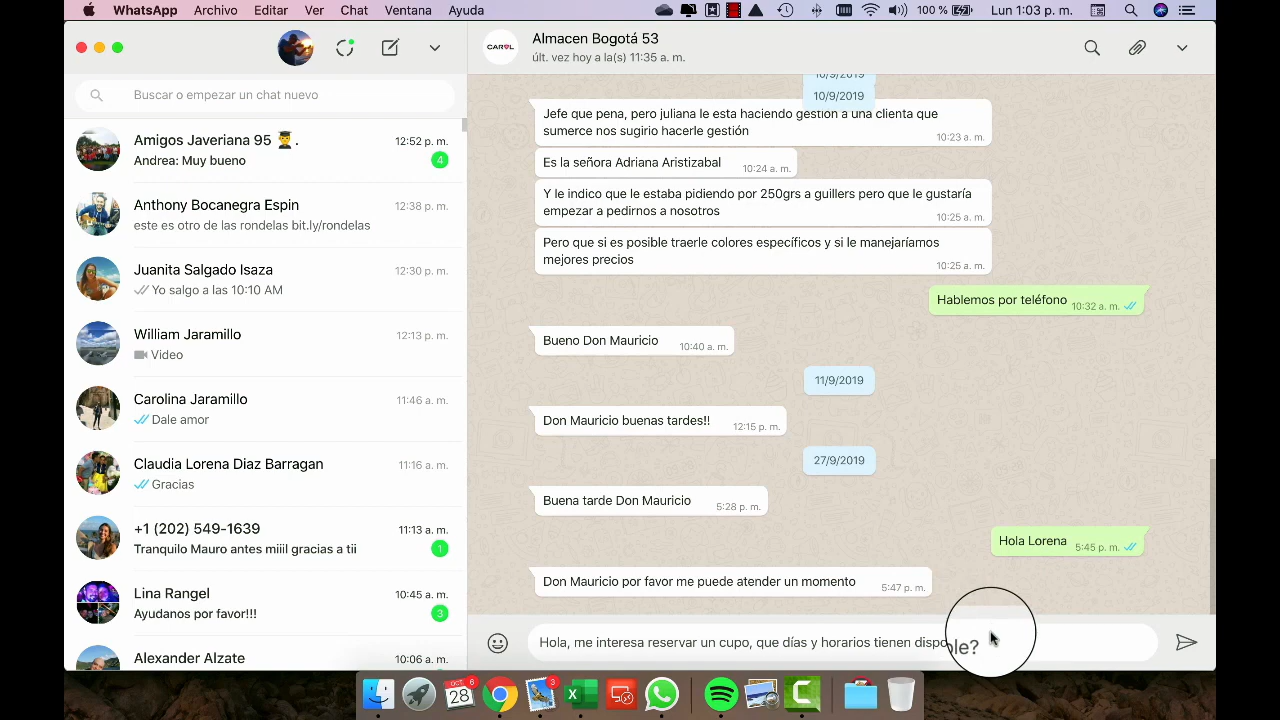 WhatsApp Archivo Editar Ver Chat Ventana Ayuda
100 % Lun 1:03 p. m.
Buscar o empezar un chat nuevo
Amigos Javeriana 95 👨‍🎓 . 12:52 p. m.
Andrea: Muy bueno 4
Anthony Bocanegra Espin 12:38 p. m.
este es otro de las rondelas bit.ly/rondelas
Juanita Salgado Isaza 12:30 p. m.
Yo salgo a las 10:10 AM
William Jaramillo 12:13 p. m.
Video
Carolina Jaramillo 11:46 a. m.
Dale amor
Claudia Lorena Diaz Barragan 11:16 a. m.
Gracias
+1 (202) 549-1639 11:13 a. m.
Tranquilo Mauro antes miiil gracias a tii 1
Lina Rangel 10:45 a. m.
Ayudanos por favor!!! 3
Alexander Alzate 10:06 a. m.
CAROL
Almacen Bogotá 53
últ. vez hoy a la(s) 11:35 a. m.
10/9/2019
10/9/2019
Jefe que pena, pero juliana le esta haciendo gestión a una clienta que
sumerce nos sugirio hacerle gestión 10:23 a. m.
Es la señora Adriana Aristizabal 10:24 a. m.
Y le indico que le estaba pidiendo por 250grs a guillers pero que le gustaría
empezar a pedirnos a nosotros 10:25 a. m.
Pero que si es posible traerle colores específicos y si le manejaríamos
mejores precios 10:25 a. m.
Hablemos por teléfono 10:32 a. m.
Bueno Don Mauricio 10:40 a. m.
11/9/2019
Don Mauricio buenas tardes!! 12:15 p. m.
27/9/2019
Buena tarde Don Mauricio 5:28 p. m.
Hola Lorena 5:45 p. m.
Don Mauricio por favor me puede atender un momento 5:47 p. m.
Hola, me interesa reservar un cupo, que días y horarios tienen dispo ble?
OCT 6
28 3